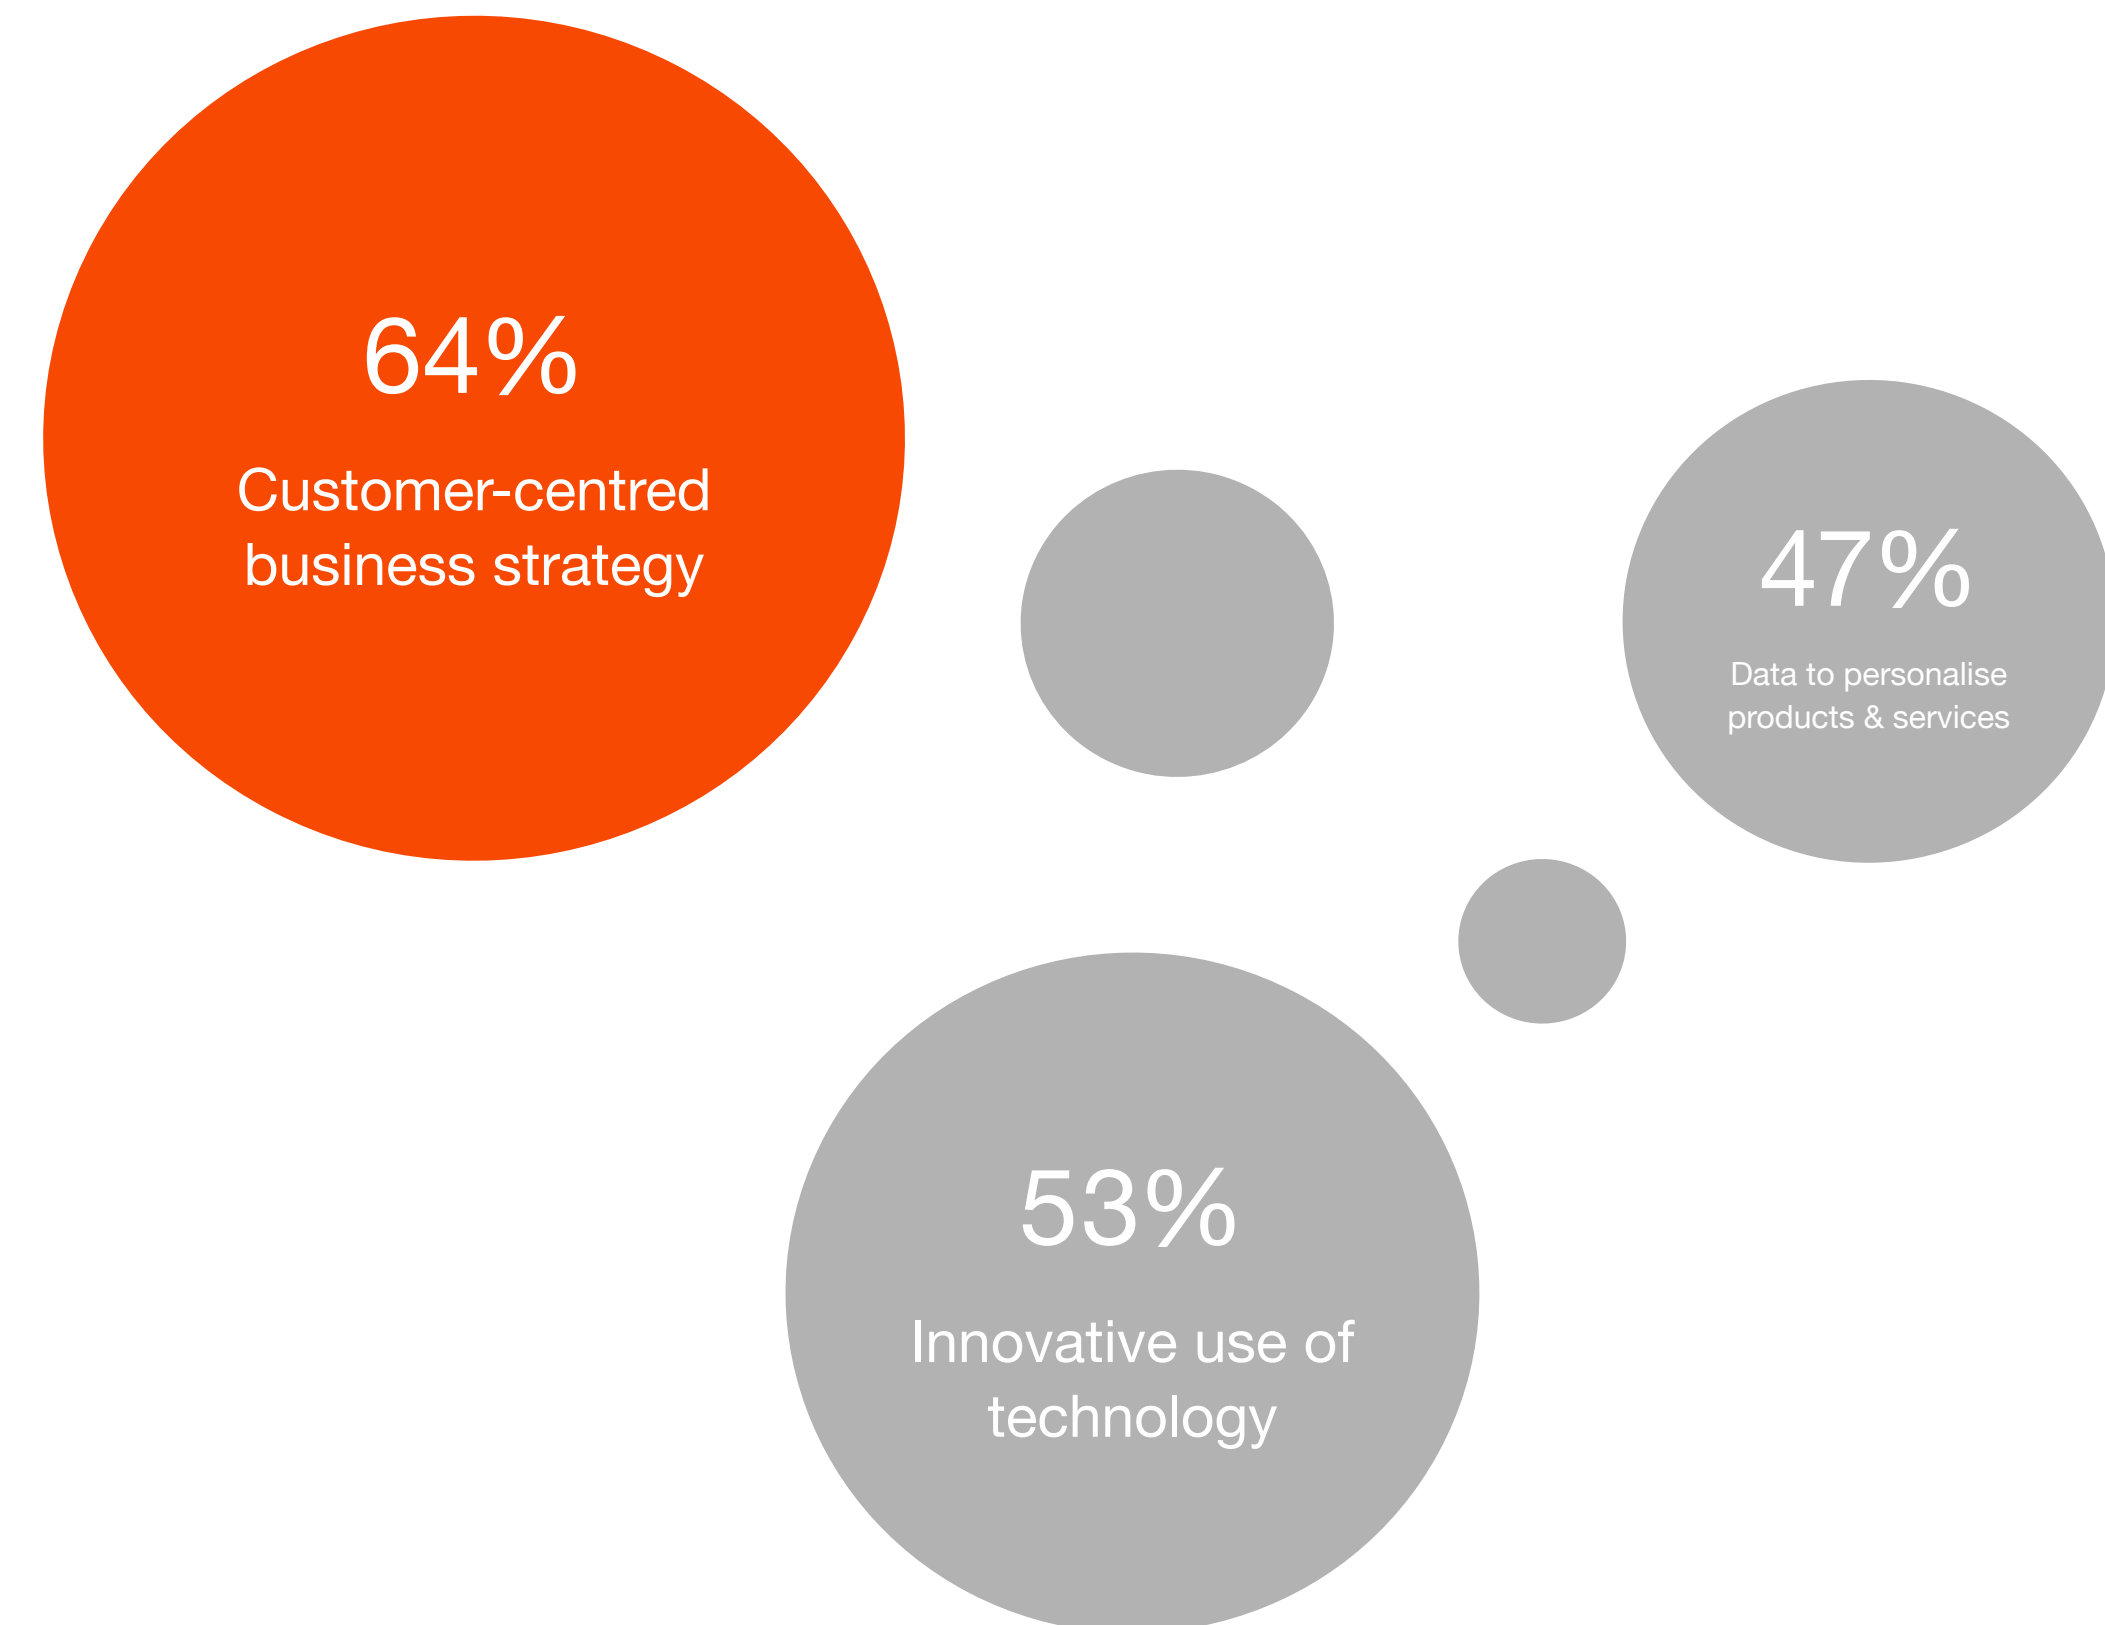 64%
Customer-centred
business strategy
47%
Data to personalise
products & services
53%
Innovative use of
technology